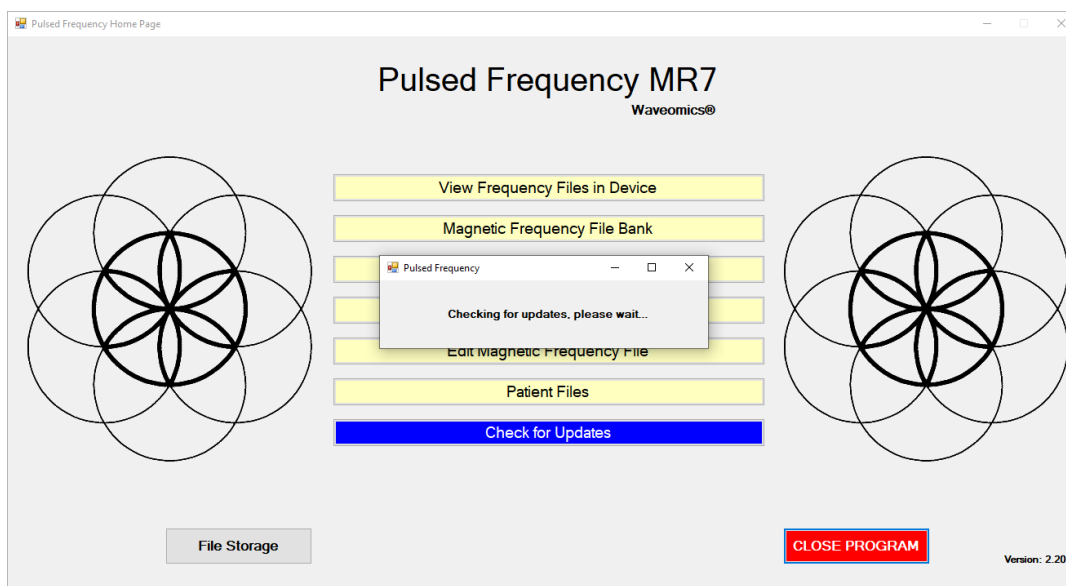 Pulsed Frequency Home Page
Pulsed Frequency MR7
Waveomics®
View Frequency Files in Device
Magnetic Frequency File Bank
Pulsed Frequency
Checking for updates, please wait...
Edit Magnetic Frequency File
Patient Files
Check for Updates
File Storage
CLOSE PROGRAM
Version: 2.20